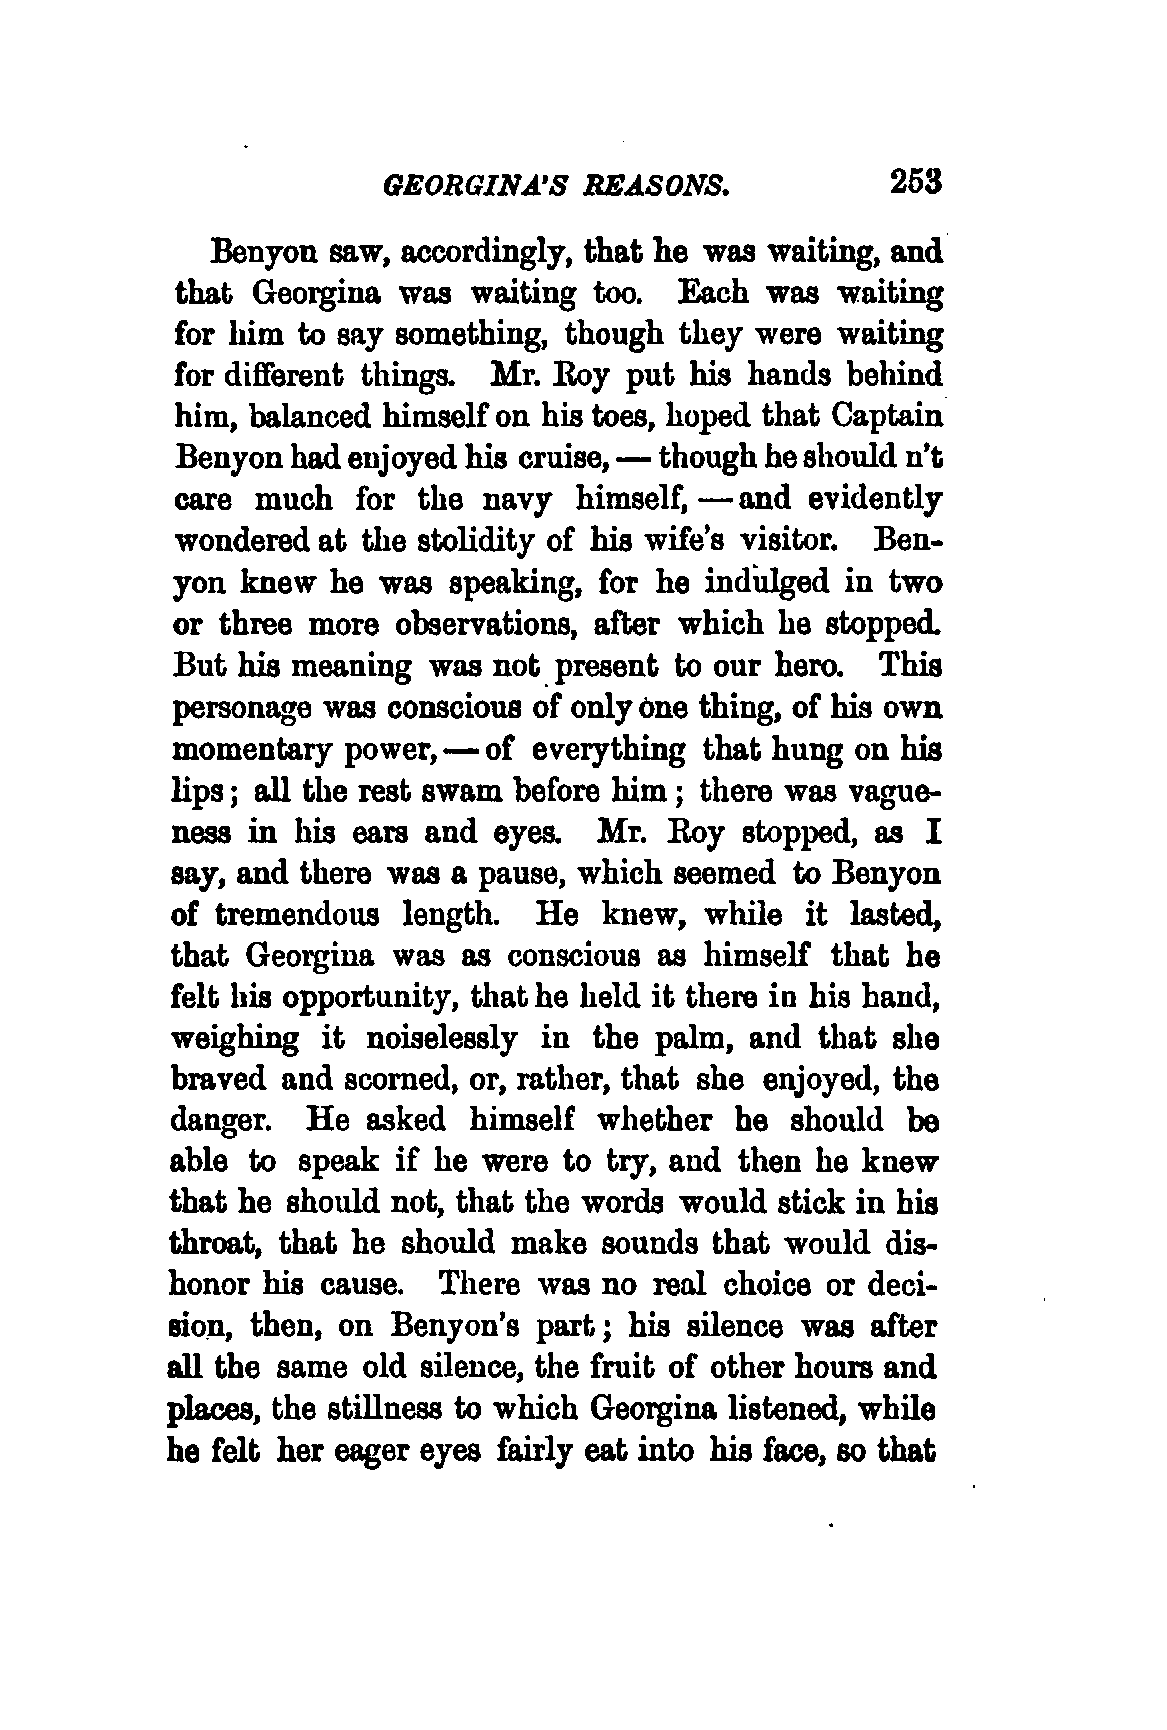 GEORGINA'S REASONS. 253
Benyon saw, accordingly, that he was waiting, and
that Georgina was waiting too. Each was waiting
for him to say something, though they were waiting
for different things. Mr. Roy put his hands behind
him, balanced himself on his toes, hoped that Captain
Benyon had enjoyed his cruise, — though he should n't
care much for the navy himself, — and evidently
wondered at the stolidity of his wife's visitor. Ben-
yon knew he was speaking, for he indulged in two
or three more observations, after which he stopped.
But his meaning was not present to our hero. This
personage was conscious of only one thing, of his own
momentary power, — of everything that hung on his
lips; all the rest swam before him; there was vague-
ness in his ears and eyes. Mr. Roy stopped, as I
say, and there was a pause, which seemed to Benyon
of tremendous length. He knew, while it lasted,
that Georgina was as conscious as himself that he
felt his opportunity, that he held it there in his hand,
weighing it noiselessly in the palm, and that she
braved and scorned, or, rather, that she enjoyed, the
danger. He asked himself whether he should be
able to speak if he were to try, and then he knew
that he should not, that the words would stick in his
throat, that he should make sounds that would dis-
honor his cause. There was no real choice or deci-
sion, then, on Benyon's part; his silence was after
all the same old silence, the fruit of other hours and
places, the stillness to which Georgina listened, while
he felt her eager eyes fairly eat into his face, so that